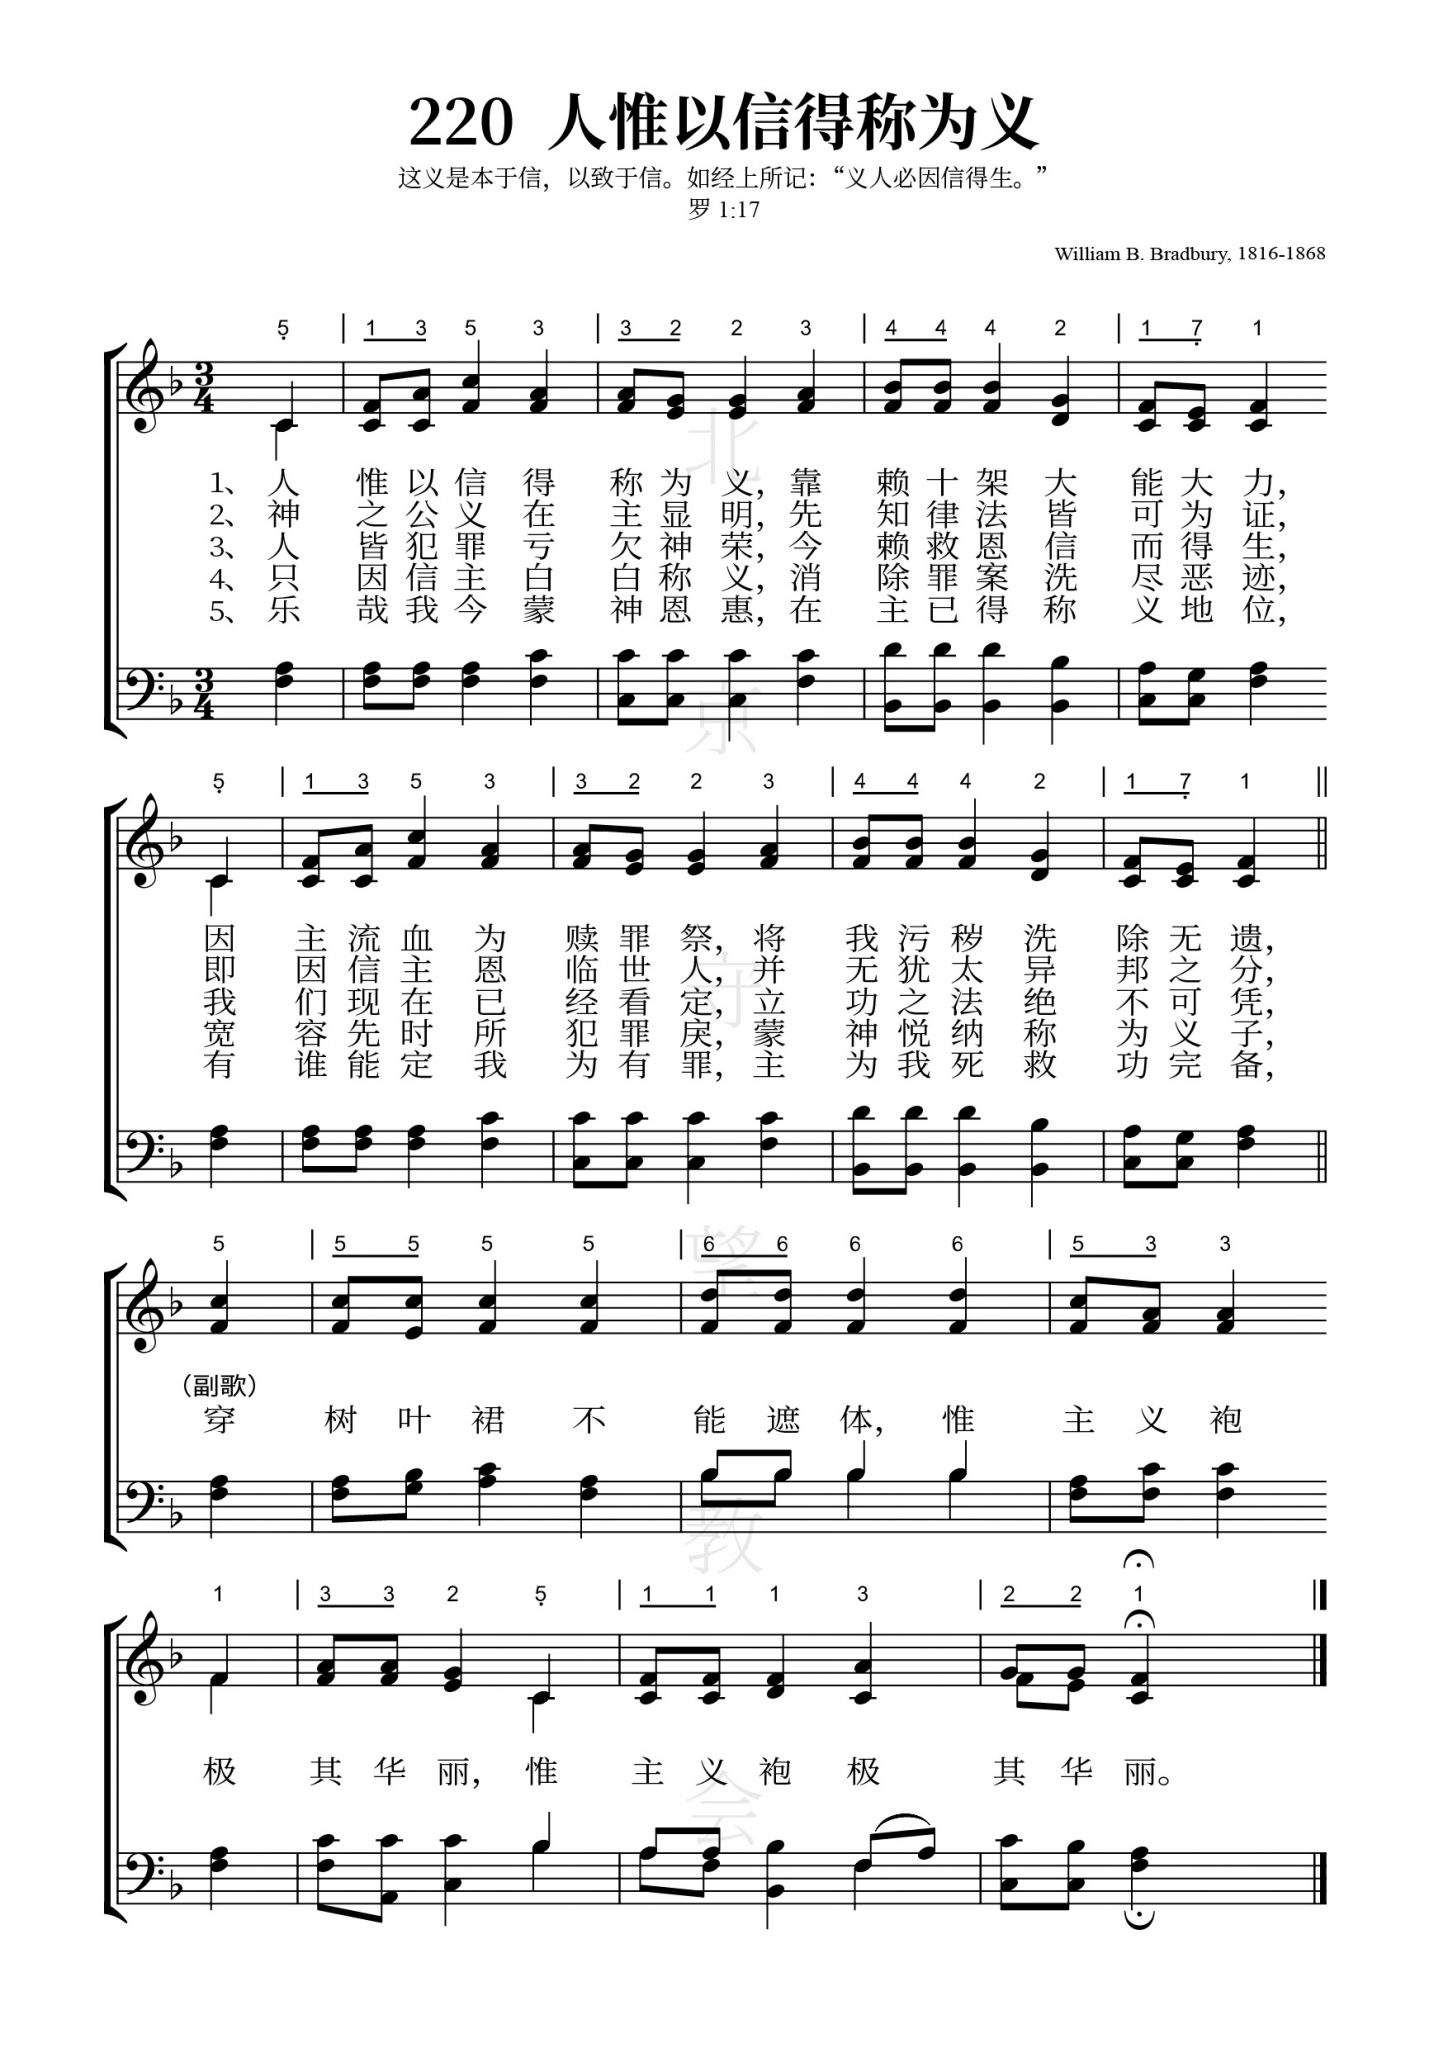 220 人惟以信得称为义
这义是本于信，以致于信。如经上所记：“义人必因信得生。”
罗 1:17
William B. Bradbury, 1816-1868
5 | 1 3 5 3 | 3 2 2 3 | 4 4 4 2 | 1 7 1
3 4
1、人 惟 以 信 得 称 为 义，靠 赖 十 架 大 能 大 力，
2、神 之 公 义 在 主 显 明，先 知 律 法 皆 可 为 证，
3、人 皆 犯 罪 亏 欠 神 荣，今 赖 救 恩 信 而 得 生，
4、只 因 信 主 白 白 称 义，消 除 罪 案 洗 尽 恶 迹，
5、乐 哉 我 今 蒙 神 恩 惠，在 主 已 得 称 义 地 位，
3 4
5 | 1 3 5 3 | 3 2 2 3 | 4 4 4 2 | 1 7 1 ||
因 主 流 血 为 赎 罪 祭，将 我 污 秽 洗 除 无 遗，
即 因 信 主 恩 临 世 人，并 无 犹 太 异 邦 之 分，
我 们 现 在 已 经 看 定，立 功 之 法 绝 不 可 凭，
宽 容 先 时 所 犯 罪 戾，蒙 神 悦 纳 称 为 义 子，
有 谁 能 定 我 为 有 罪，主 为 我 死 救 功 完 备，
5 | 5 5 5 5 | 6 6 6 6 | 5 3 3
（副歌）
穿 树 叶 裙 不 能 遮 体，惟 主 义 袍
1 | 3 3 2 5 | 1 1 1 3 | 2 2 1
极 其 华 丽，惟 主 义 袍 极 其 华 丽。
北京守望教会